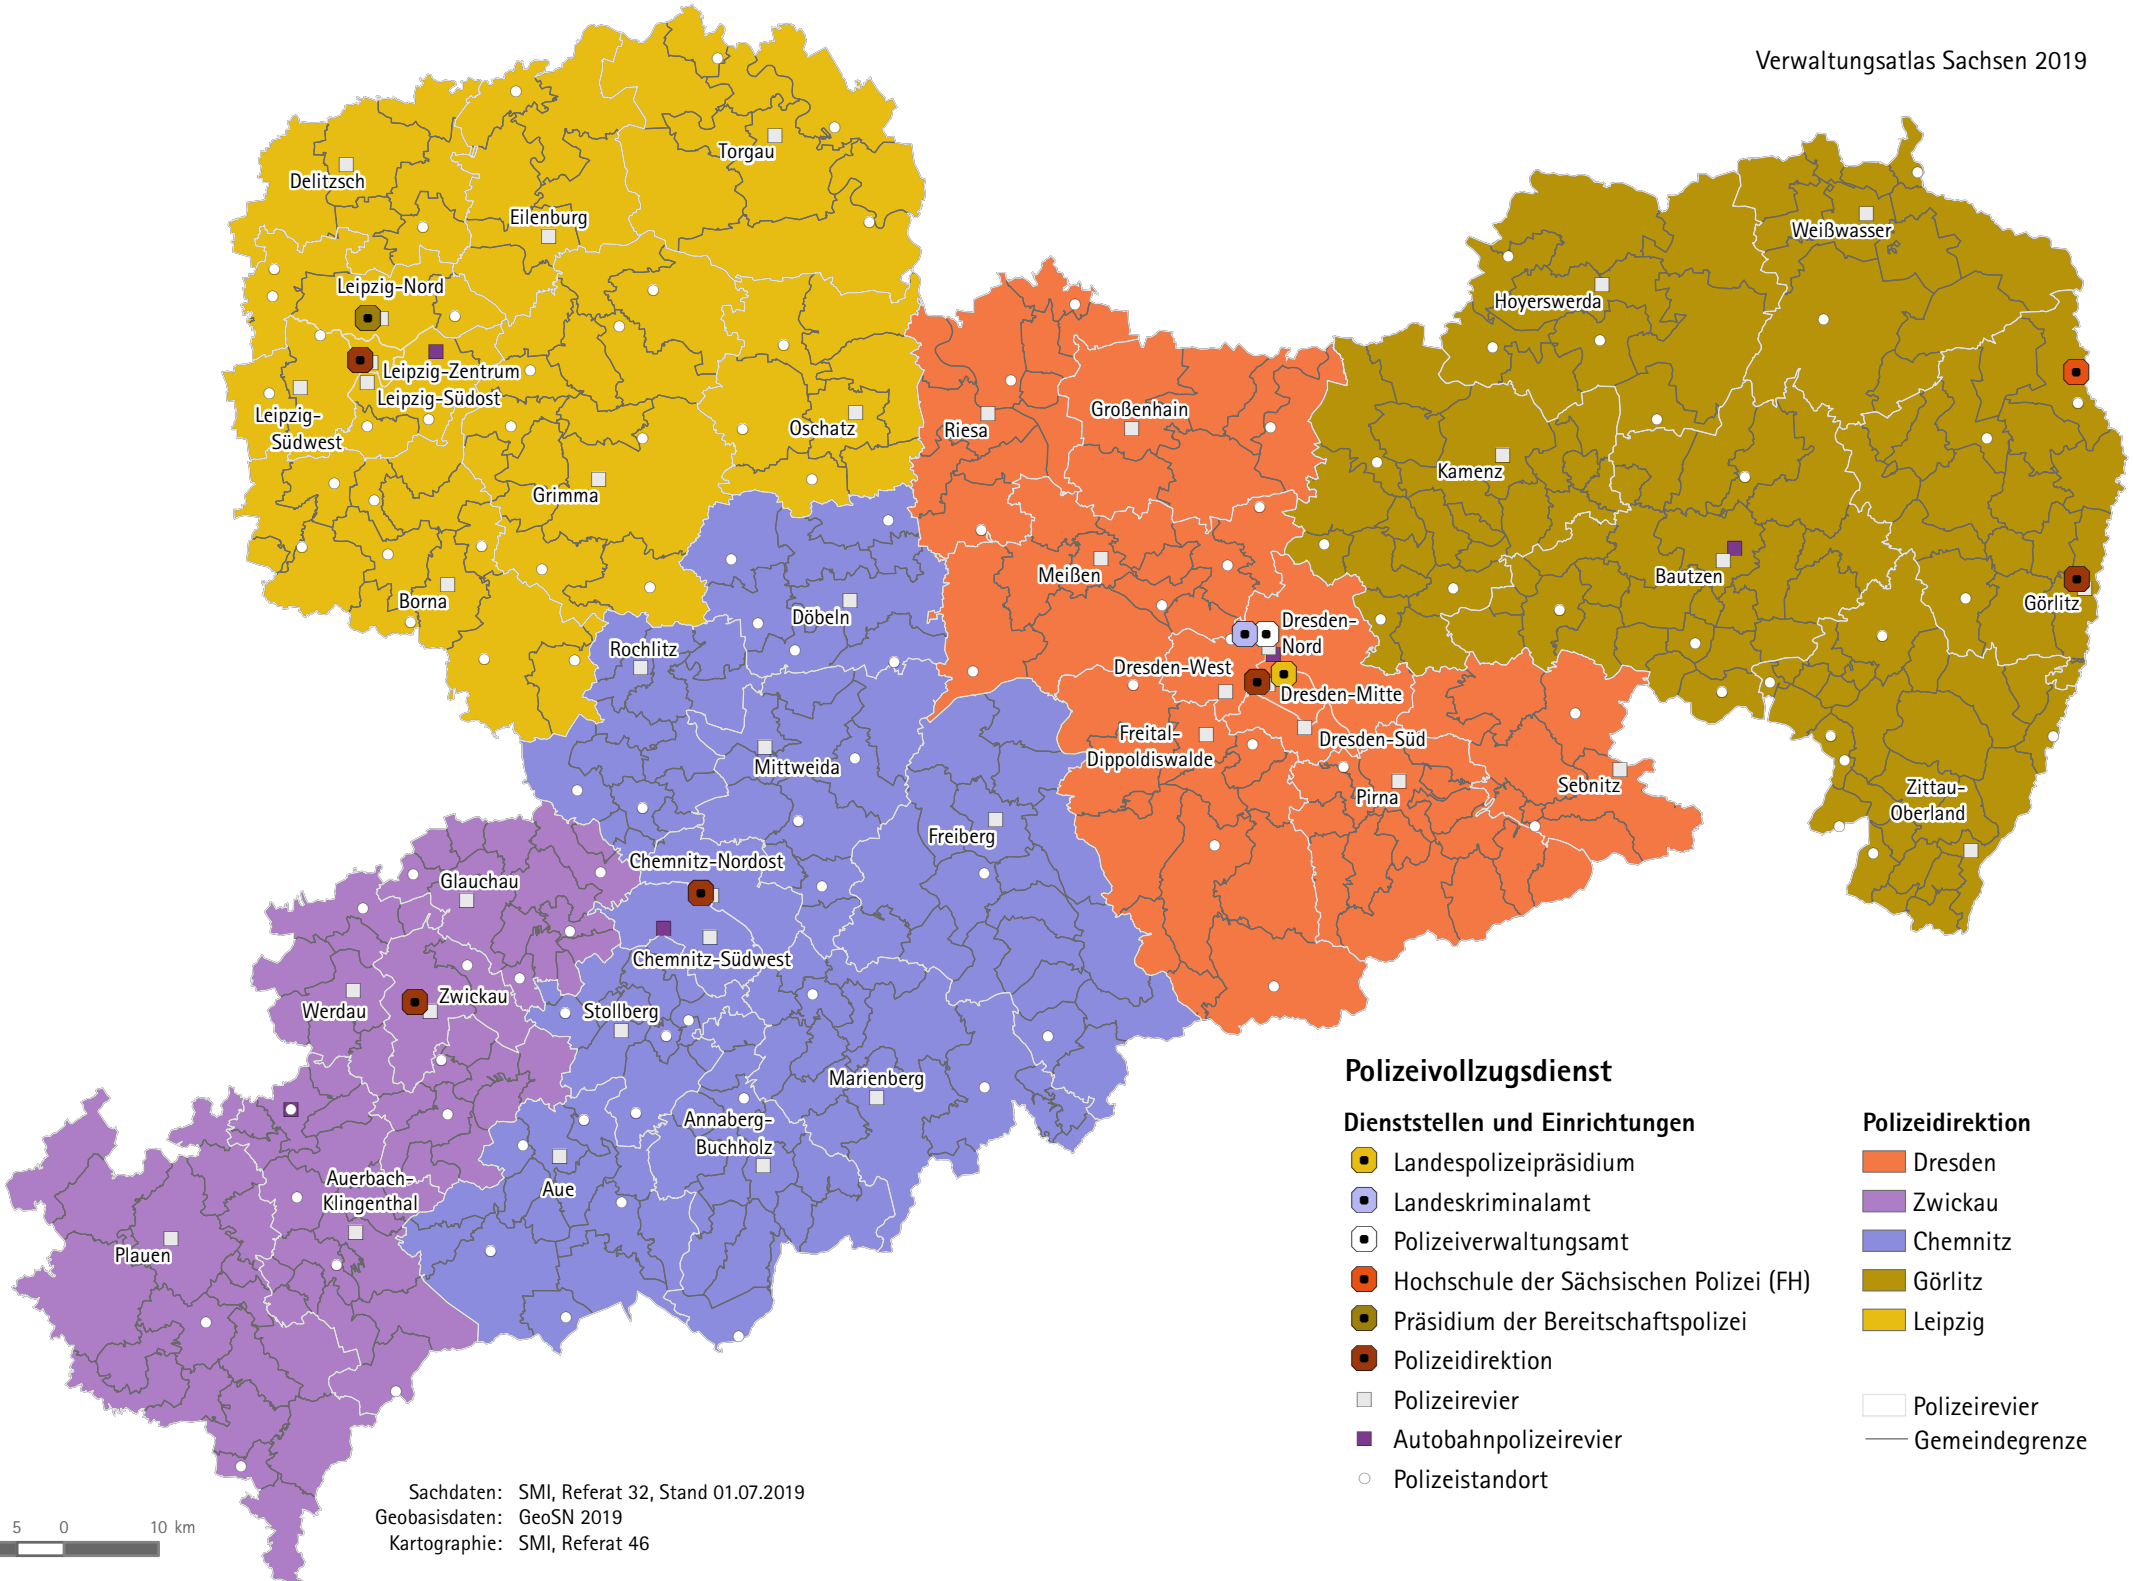 Verwaltungsatlas Sachsen 2019
Torgau
Delitzsch
Eilenburg
Weißwasser
Leipzig-Nord
Hoyerswerda
Leipzig-Zentrum
Leipzig-Südost
Leipzig-
Südwest
Oschatz
Riesa
Großenhain
Kamenz
Grimma
Meißen
Bautzen
Borna
Görlitz
Döbeln
Rochlitz
Dresden-
Nord
Dresden-West
Dresden-Mitte
Freital-
Dippoldiswalde
Dresden-Süd
Mittweida
Pirna
Sebnitz
Zittau-
Oberland
Freiberg
Chemnitz-Nordost
Glauchau
Chemnitz-Südwest
Zwickau
Werdau
Stollberg
Marienberg
Annaberg-
Buchholz
Aue
Auerbach-
Klingenthal
Plauen
Polizeivollzugsdienst
Dienststellen und Einrichtungen
Landespolizeipräsidium
Landeskriminalamt
Polizeiverwaltungsamt
Hochschule der Sächsischen Polizei (FH)
Präsidium der Bereitschaftspolizei
Polizeidirektion
Polizeirevier
Autobahnpolizeirevier
Polizeistandort
Polizeidirektion
Dresden
Zwickau
Chemnitz
Görlitz
Leipzig
Polizeirevier
Gemeindegrenze
Sachdaten: SMI, Referat 32, Stand 01.07.2019
Geobasisdaten: GeoSN 2019
Kartographie: SMI, Referat 46
5 0 10 km